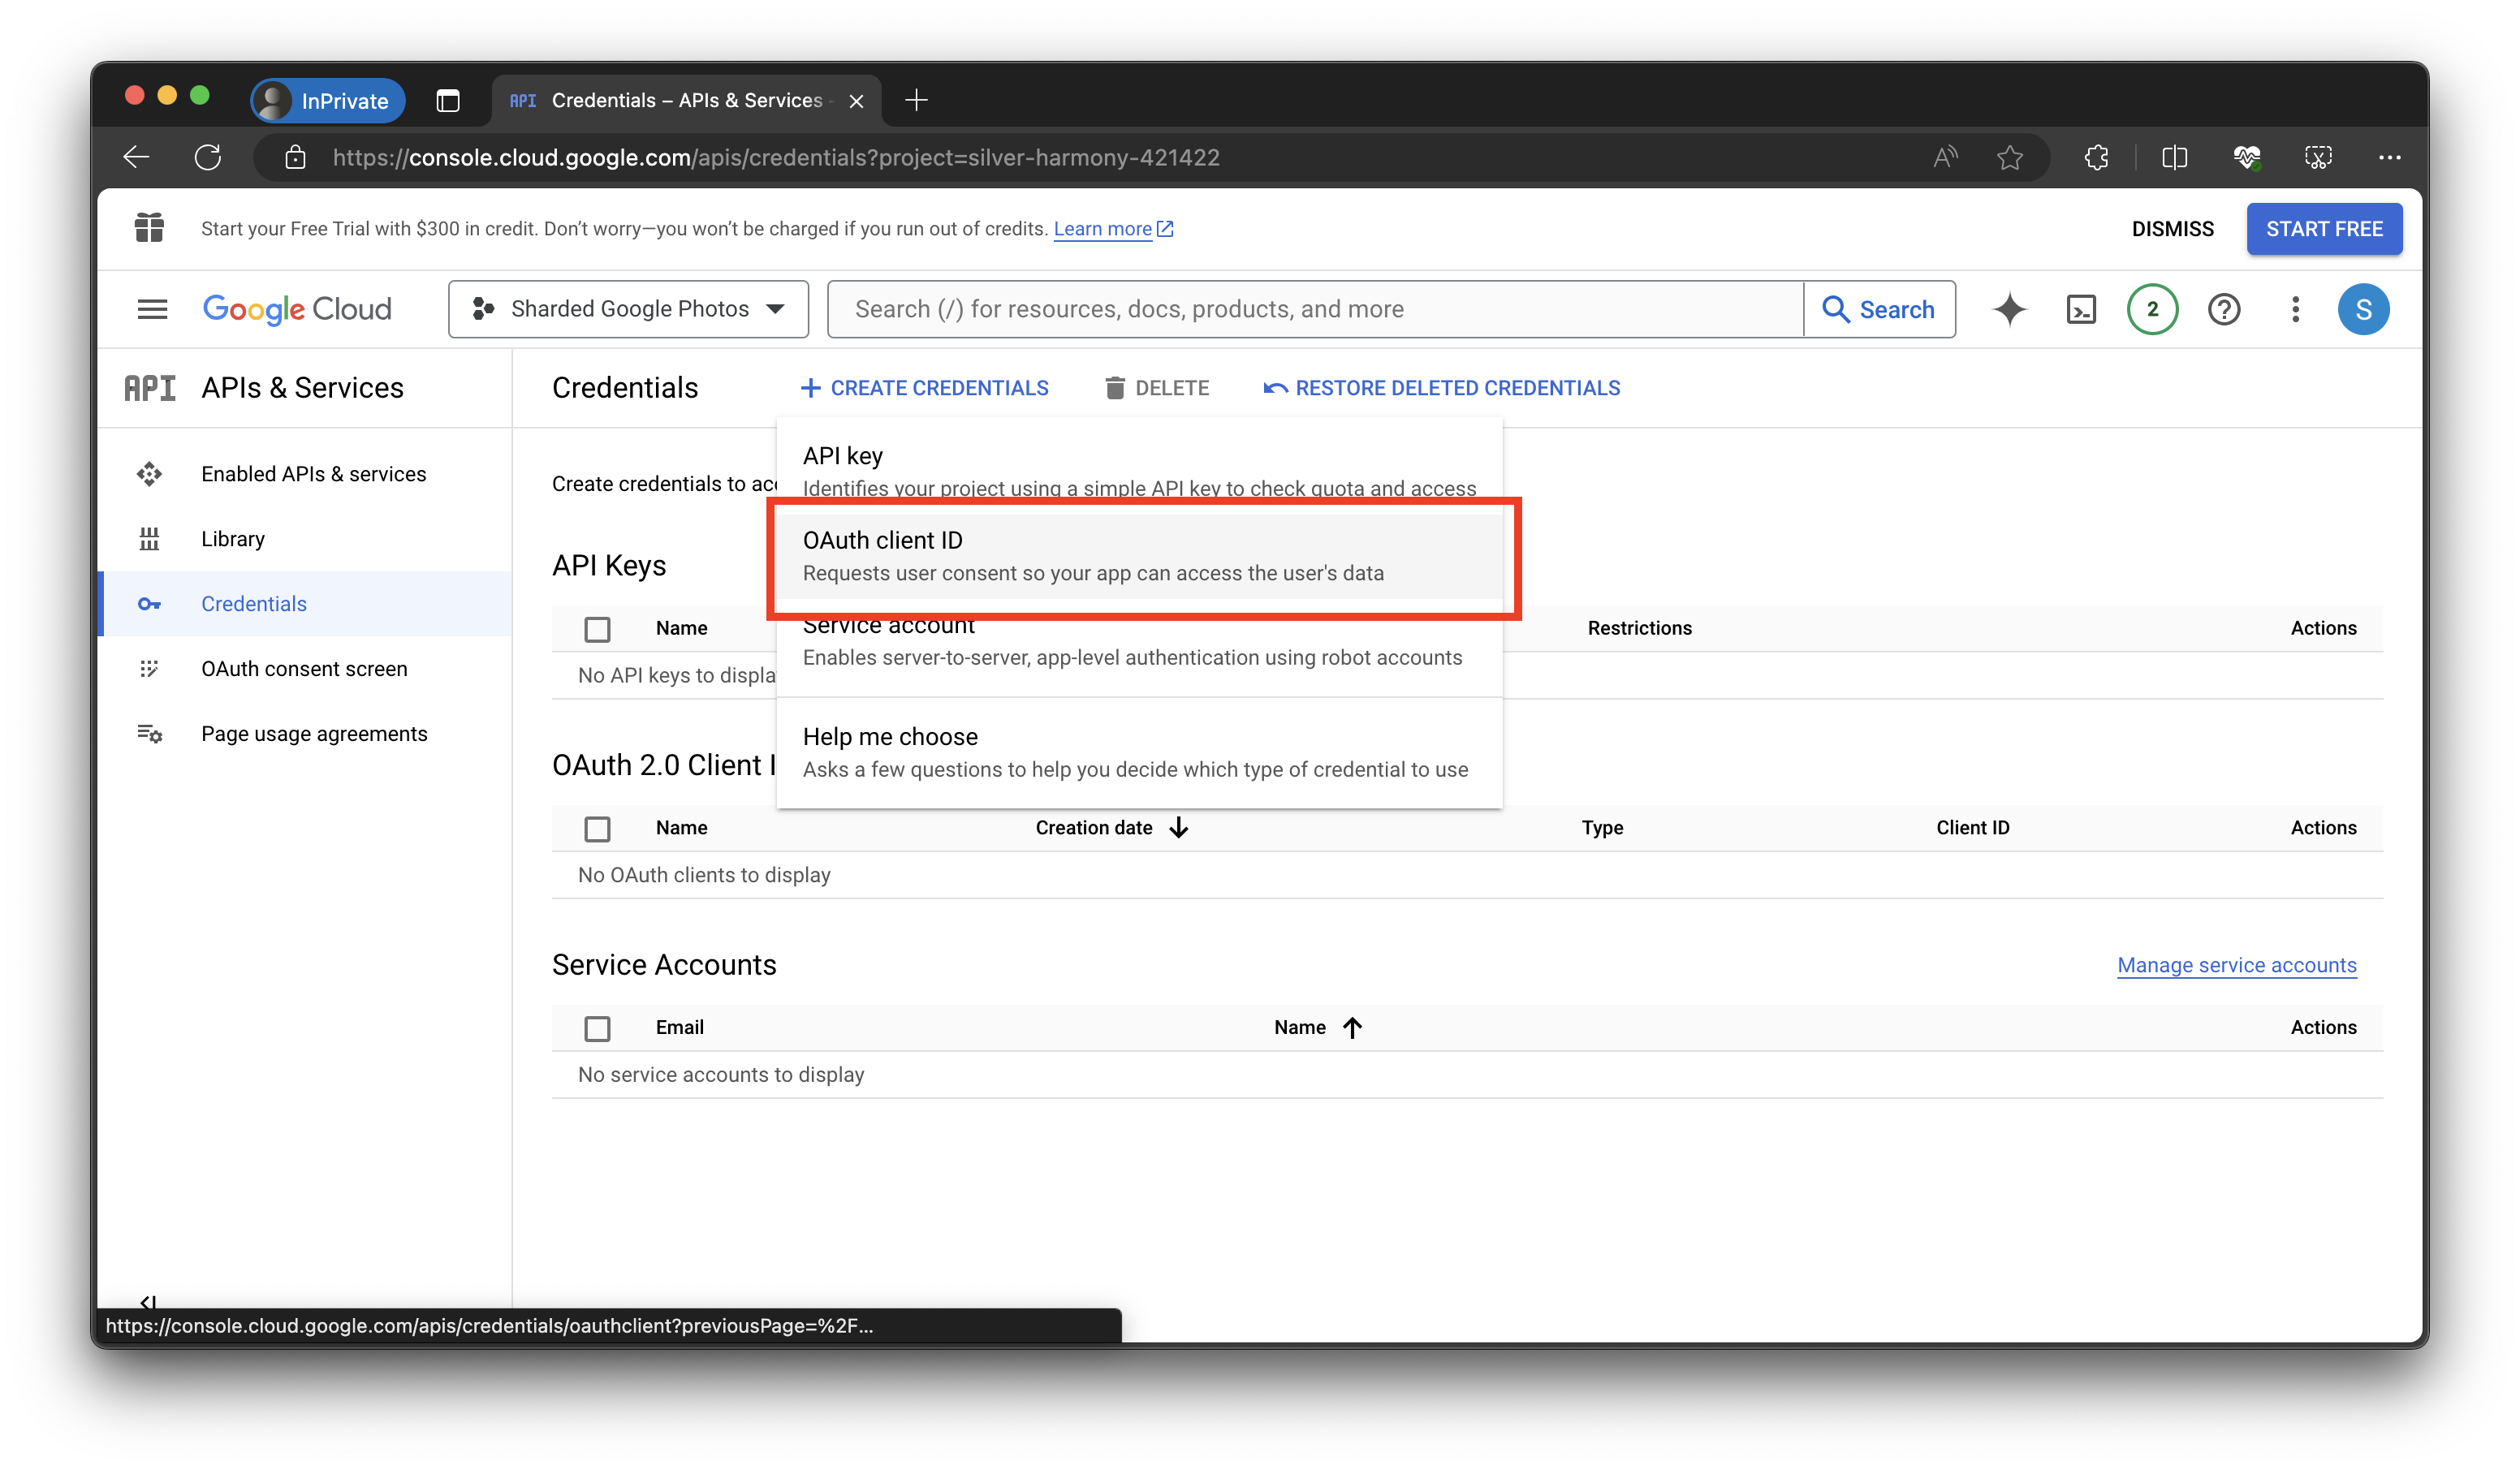 InPrivate
API Credentials – APIs & Services -
https://console.cloud.google.com/apis/credentials?project=silver-harmony-421422
Start your Free Trial with $300 in credit. Don’t worry—you won’t be charged if you run out of credits. Learn more
DISMISS
START FREE
Google Cloud
Sharded Google Photos
Search (/) for resources, docs, products, and more
Search
2
S
API APIs & Services
Credentials
CREATE CREDENTIALS
DELETE
RESTORE DELETED CREDENTIALS
Enabled APIs & services
Library
Credentials
OAuth consent screen
Page usage agreements
Create credentials to acc
API key
Identifies your project using a simple API key to check quota and access
OAuth client ID
Requests user consent so your app can access the user's data
Service account
Enables server-to-server, app-level authentication using robot accounts
Help me choose
Asks a few questions to help you decide which type of credential to use
API Keys
Name Restrictions Actions
No API keys to displa
OAuth 2.0 Client I
Name Creation date Type Client ID Actions
No OAuth clients to display
Service Accounts
Manage service accounts
Email Name Actions
No service accounts to display
https://console.cloud.google.com/apis/credentials/oauthclient?previousPage=%2F...